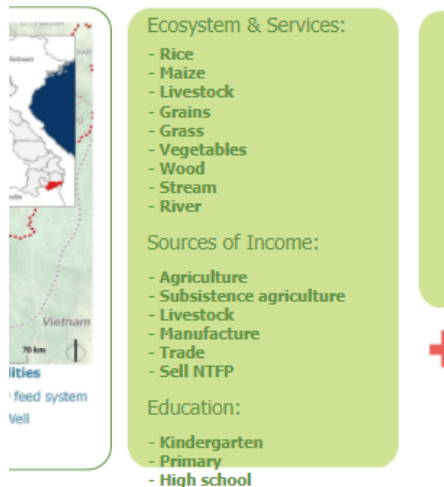 Vietnam
70 km
lities
feed system
Well
Ecosystem & Services:
- Rice
- Maize
- Livestock
- Grains
- Grass
- Vegetables
- Wood
- Stream
- River
Sources of Income:
- Agriculture
- Subsistence agriculture
- Livestock
- Manufacture
- Trade
- Sell NTFP
Education:
- Kindergarten
- Primary
- High school